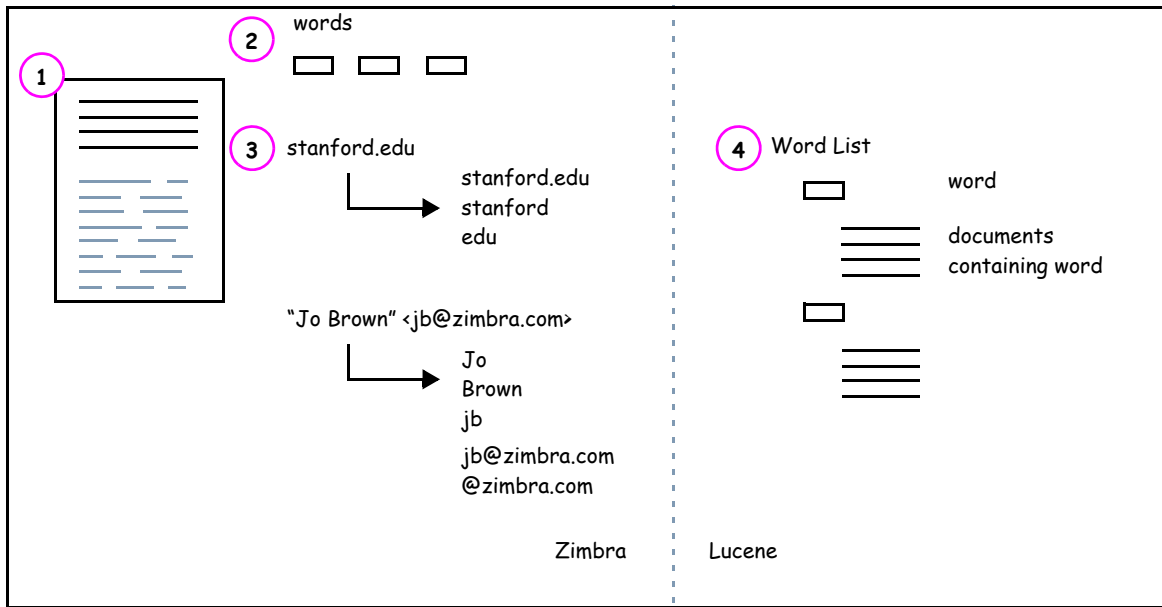 1
2
words
3
stanford.edu
stanford.edu
stanford
edu
“Jo Brown” <jb@zimbra.com>
Jo
Brown
jb
jb@zimbra.com
@zimbra.com
Zimbra
4
Word List
word
documents
containing word
Lucene